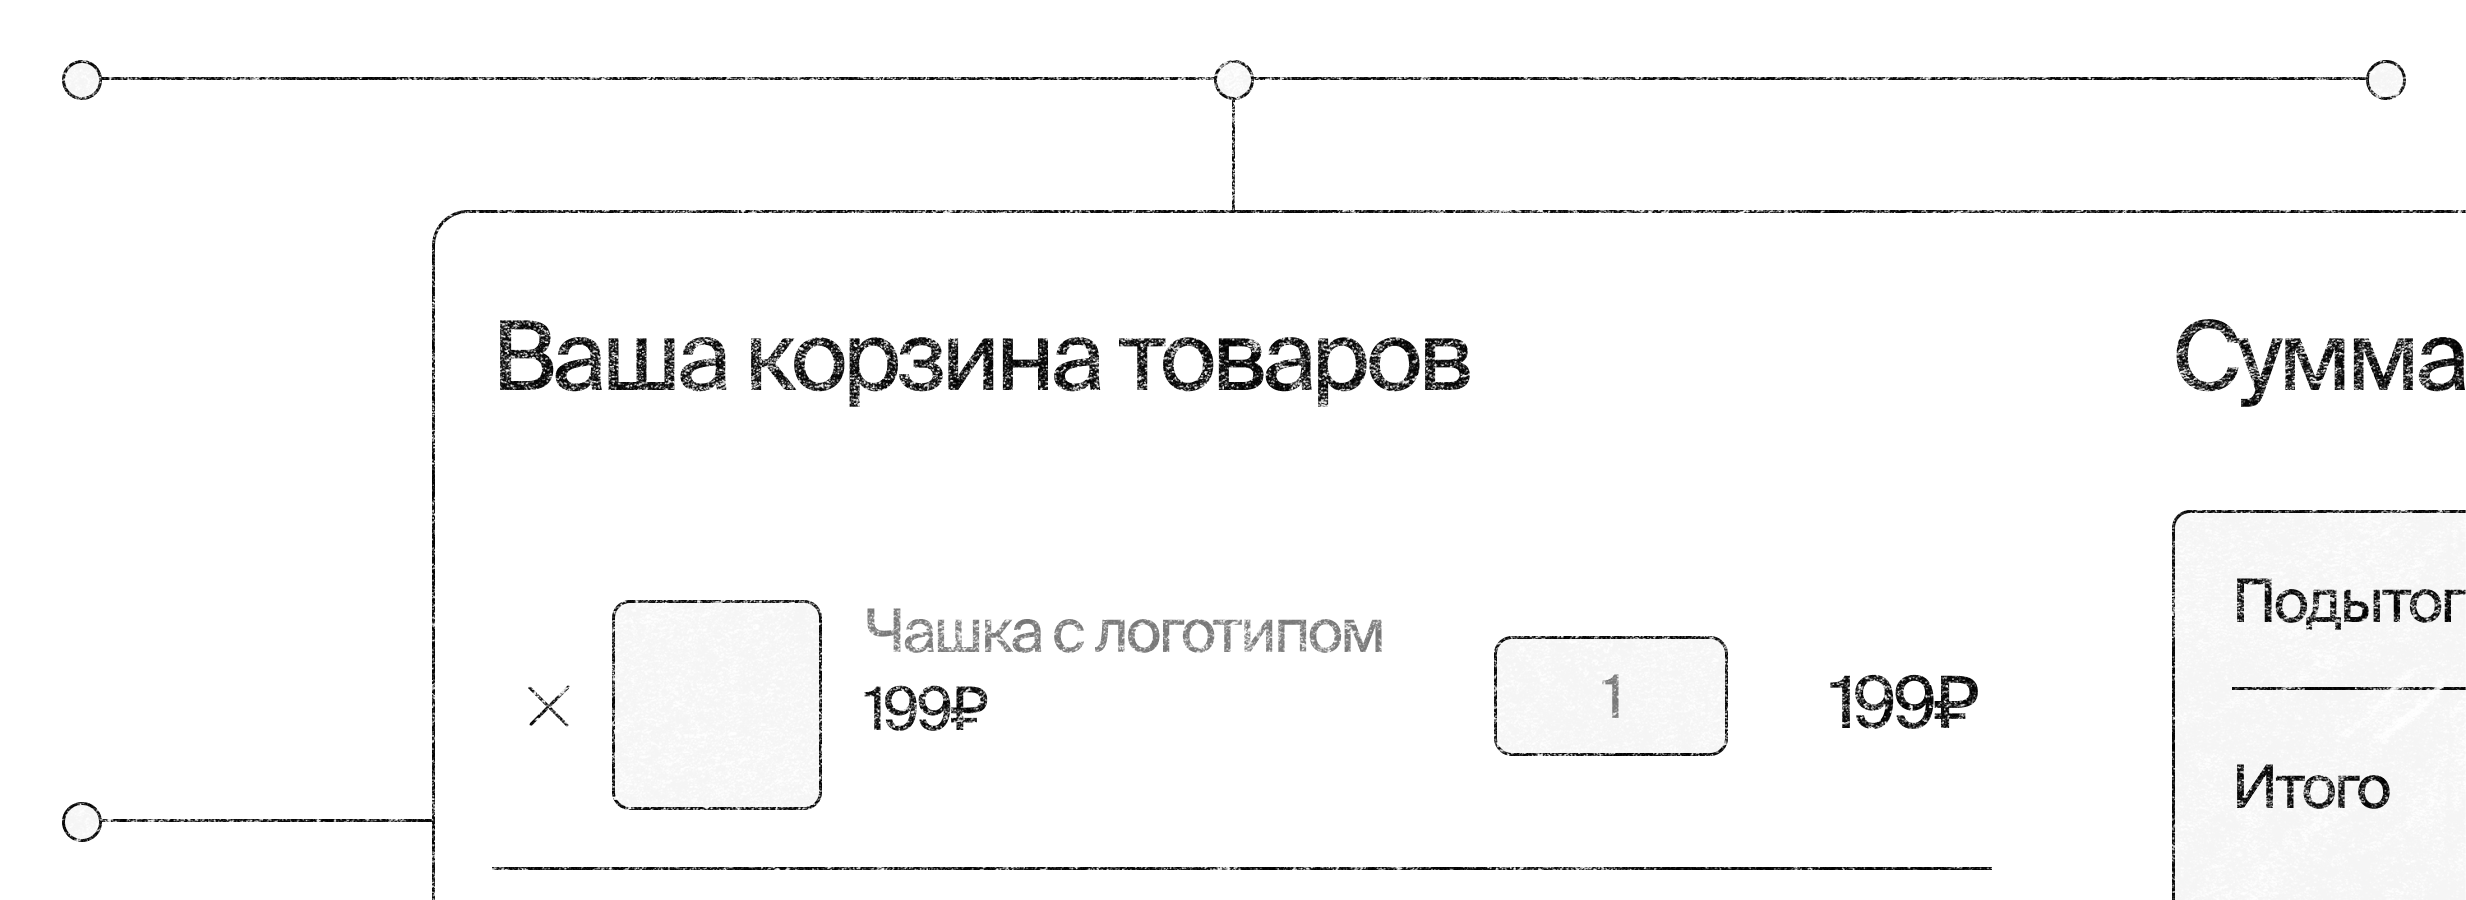 Ваша корзина товаров
Чашка с логотипом
199₽
1
199₽
Сумма
Подытог
Итого